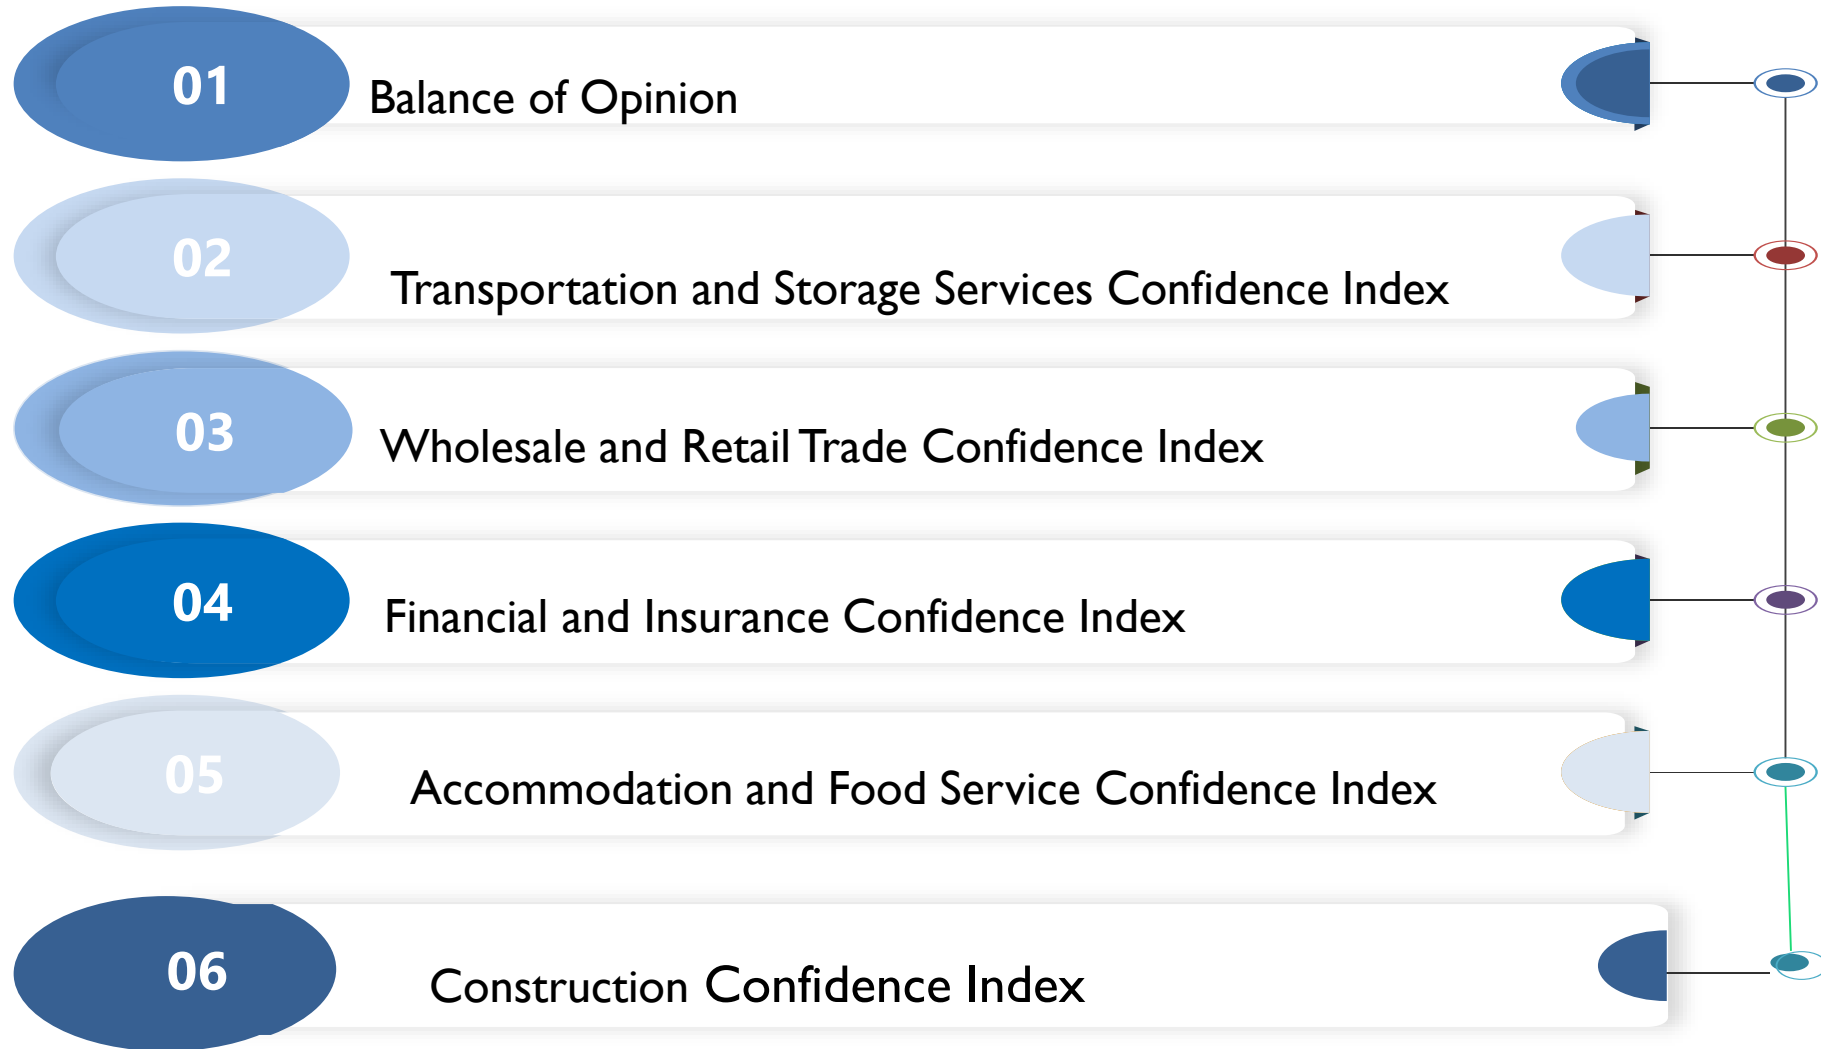 01
Balance of Opinion
02
Transportation and Storage Services Confidence Index
03
Wholesale and Retail Trade Confidence Index
04
Financial and Insurance Confidence Index
05
Accommodation and Food Service Confidence Index
06
Construction Confidence Index